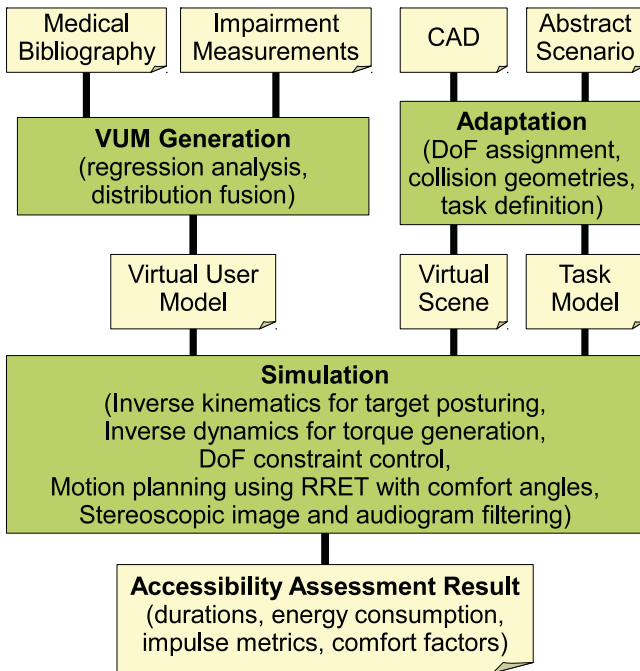 Medical
Bibliography
Impairment
Measurements
CAD
Abstract
Scenario
VUM Generation
(regression analysis,
distribution fusion)
Adaptation
(DoF assignment,
collision geometries,
task definition)
Virtual User
Model
Virtual
Scene
Task
Model
Simulation
(Inverse kinematics for target posturing,
Inverse dynamics for torque generation,
DoF constraint control,
Motion planning using RRET with comfort angles,
Stereoscopic image and audiogram filtering)
Accessibility Assessment Result
(durations, energy consumption,
impulse metrics, comfort factors)